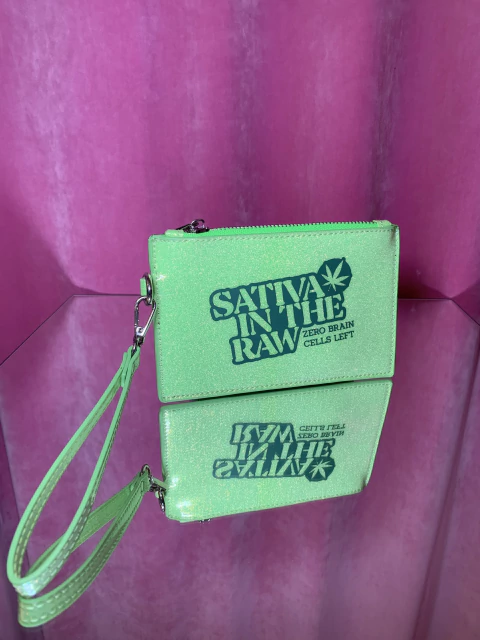 SATIVA
IN THE
RAW
ZERO BRAIN
CELLS LEFT